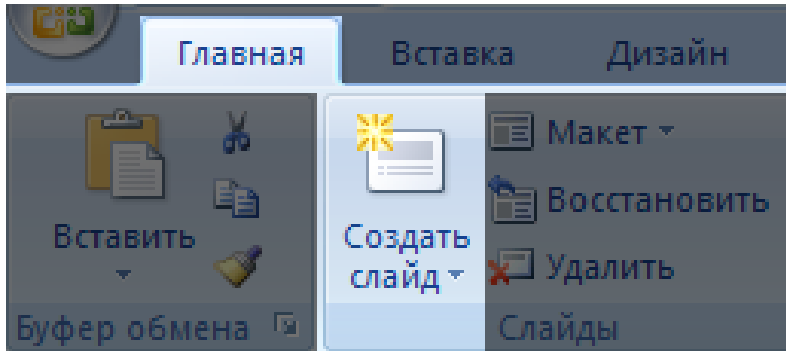 Главная Вставка Дизайн
Вставить
Создать
слайд
Макет
Восстановить
Удалить
Буфер обмена
Слайды